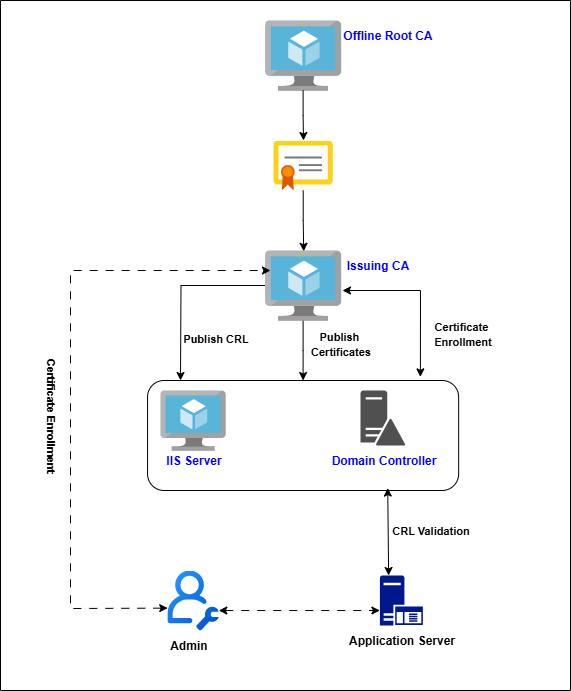 Offline Root CA
Issuing CA
Publish CRL
Publish
Certificates
Certificate
Enrollment
Certificate Enrollment
IIS Server
Domain Controller
CRL Validation
Admin
Application Server